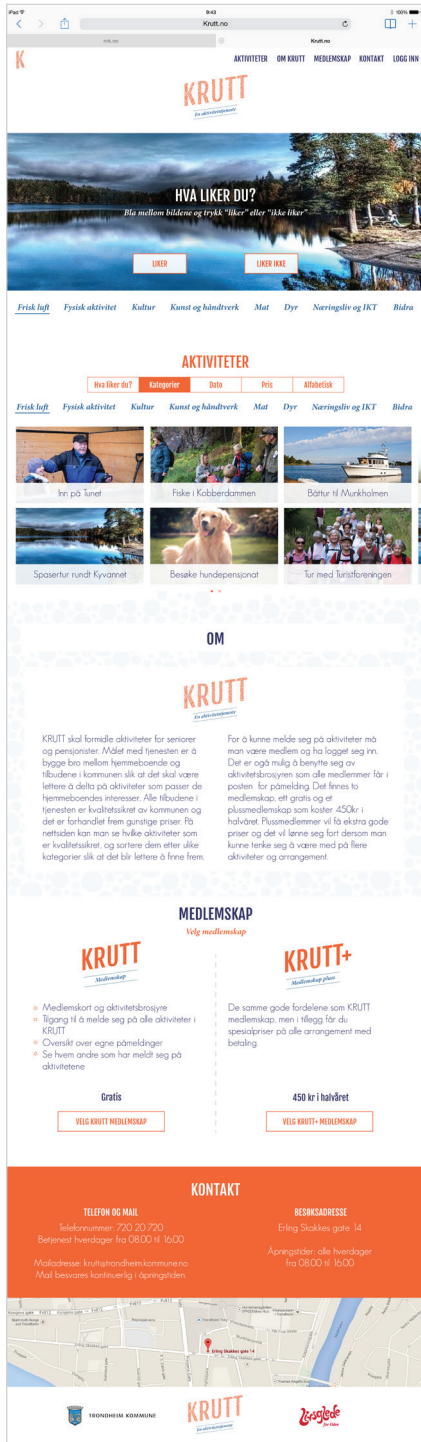 iPad
9:43
100%
Krutt.no
nrk.no
Krutt.no
K
AKTIVITETER OM KRUTT MEDLEMSKAP KONTAKT LOGG INN
KRUTT
En aktivitetstjeneste
HVA LIKER DU?
Bla mellom bildene og trykk "liker" eller "ikke liker"
LIKER
LIKER IKKE
Frisk luft Fysisk aktivitet Kultur Kunst og håndtverk Mat Dyr Næringsliv og IKT Bidra
AKTIVITETER
Hva liker du? Kategorier Dato Pris Alfabetisk
Frisk luft Fysisk aktivitet Kultur Kunst og håndtverk Mat Dyr Næringsliv og IKT Bidra
Inn på Tunet
Fiske i Kobberdammen
Båttur til Munkholmen
Spasertur rundt Kyvannet
Besøke hundepensjonat
Tur med Turistforeningen
OM
KRUTT
En aktivitetstjeneste
KRUTT skal formidle aktiviteter for seniorer
og pensjonister. Målet med tjenesten er å
bygge bro mellom hjemmeboende og
tilbudene i kommunen slik at det skal være
lettere å delta på aktiviteter som passer de
hjemmeboendes interesser. Alle tilbudene i
tjenesten er kvalitetssikret av kommunen og
det er forhandlet frem gunstige priser. På
nettsiden kan man se hvilke aktiviteter som
er kvalitetssikret, og sortere dem etter ulike
kategorier slik at det blir lettere å finne frem.
For å kunne melde seg på aktiviteter må
man være medlem og ha logget seg inn.
Det er ogå mulig å benytte seg av
aktivitetsbrosjyren som alle medlemmer får i
posten for påmelding. Det finnes to
medlemskap, ett gratis og et
plussmedlemskap som koster 450kr i
halvåret. Plussmedlemmer vil få ekstra gode
priser og det vil lønne seg fort dersom man
kunne tenke seg å være med på flere
aktiviteter og arrangement.
MEDLEMSKAP
Velg medlemskap
KRUTT
Medlemskap
Medlemskort og aktivitetsbrosjyre
Tilgang til å melde seg på alle aktiviteter i
KRUTT
Oversikt over egne påmeldinger
Se hvem andre som har meldt seg på
aktivitetene
Gratis
VELG KRUTT MEDLEMSKAP
KRUTT+
Medlemskap pluss
De samme gode fordelene som KRUTT
medlemskap, men i tillegg får du
spesialpriser på alle arrangement med
betaling.
450 kr i halvåret
VELG KRUTT+ MEDLEMSKAP
KONTAKT
TELEFON OG MAIL
Telefonnummer: 720 20 720
Betjenest hverdager fra 08.00 til 16.00
Mailadresse: krutt@trondheim.kommune.no
Mail besvares kontinuerlig i åpningstiden.
BESØKSADRESSE
Erling Skakkes gate 14
Åpningstider: alle hverdager
fra 08.00 til 16.00
Erling Skakkes gate 14
TRONDHEIM KOMMUNE
KRUTT
En aktivitetstjeneste
Livsglede
for Eldre